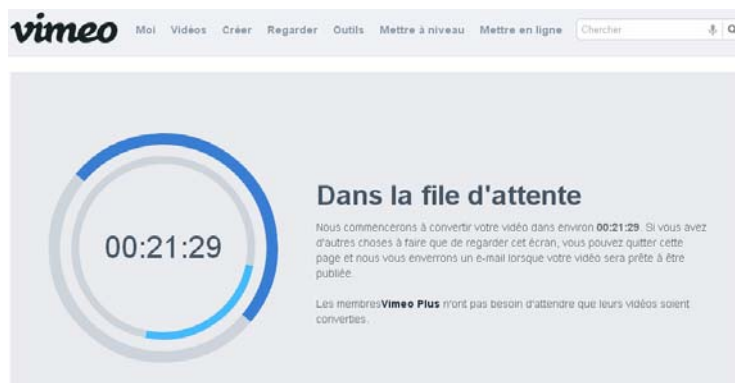 vimeo Moi Vidéos Créer Regarder Outils Mettre à niveau Mettre en ligne Chercher
00:21:29
Dans la file d'attente
Nous commencerons à convertir votre vidéo dans environ 00:21:29. Si vous avez
d'autres choses à faire que de regarder cet écran, vous pouvez quitter cette
page et nous vous enverrons un e-mail lorsque votre vidéo sera prête à être
publiée.
Les membresVimeo Plus n'ont pas besoin d'attendre que leurs vidéos soient
converties.